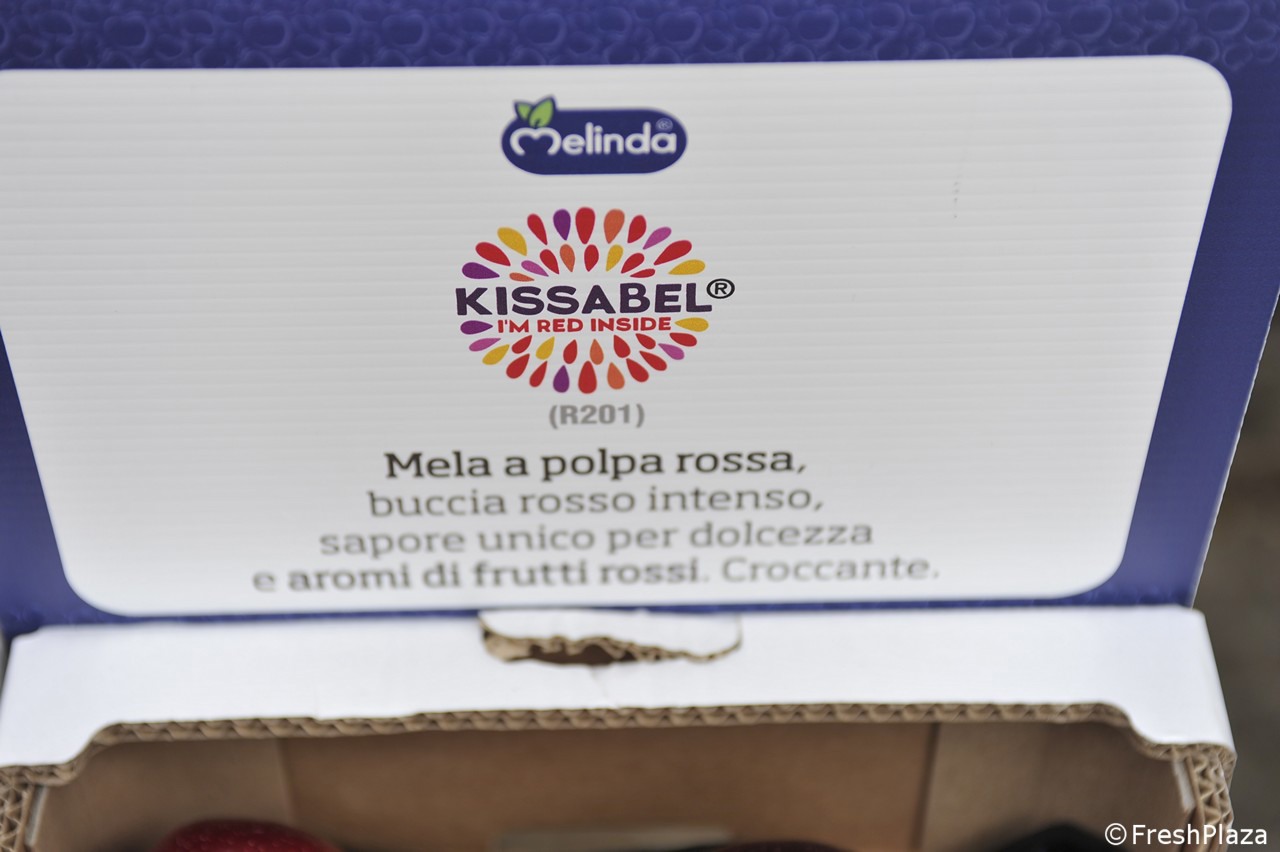 Melinda®
KISSABEL®
I'M RED INSIDE
(R201)
Mela a polpa rossa,
buccia rosso intenso,
sapore unico per dolcezza
e aromi di frutti rossi. Croccante.
©FreshPlaza